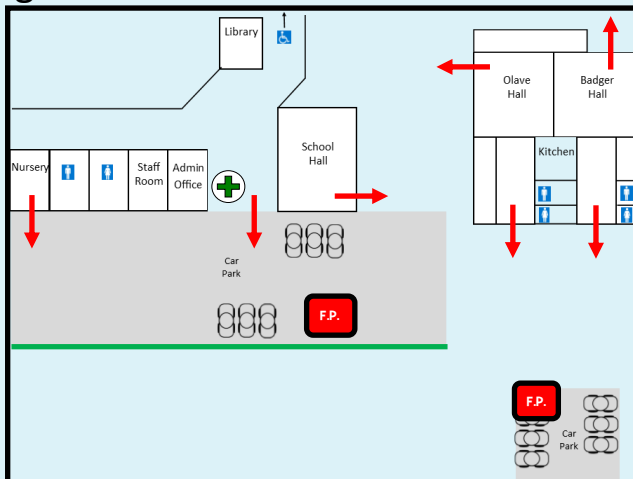 Library
Olave
Hall
Badger
Hall
School
Hall
Kitchen
Nursery
Staff
Room
Admin
Office
Car
Park
F.P.
F.P.
Car
Park